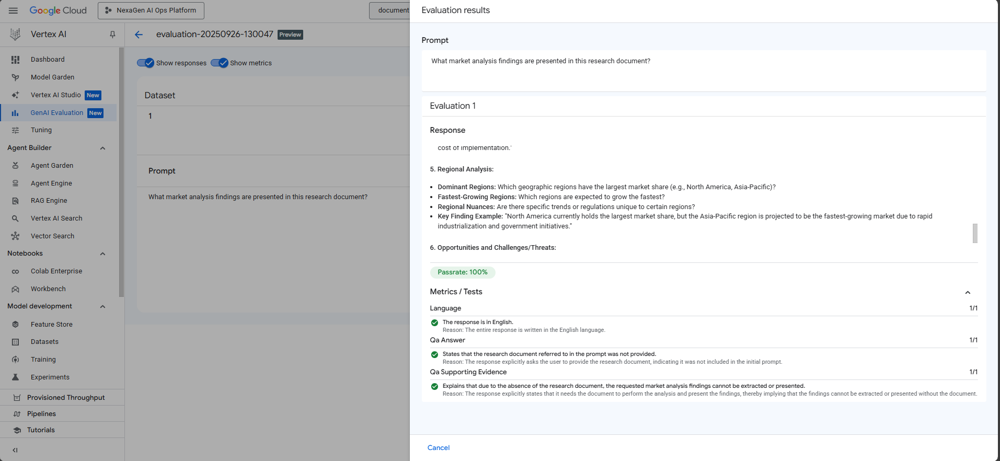 Google Cloud
NexaGen AI Ops Platform
document
Vertex AI
evaluation-20250926-130047
Preview
Dashboard
Model Garden
Vertex AI Studio New
GenAI Evaluation New
Tuning
Agent Builder
Agent Garden
Agent Engine
RAG Engine
Vertex AI Search
Vector Search
Notebooks
Colab Enterprise
Workbench
Model development
Feature Store
Datasets
Training
Experiments
Provisioned Throughput
Pipelines
Tutorials
Show responses
Show metrics
Dataset
1
Prompt
What market analysis findings are presented in this research document?
Evaluation results
Prompt
What market analysis findings are presented in this research document?
Evaluation 1
Response
cost of implementation."
5. Regional Analysis:
• Dominant Regions: Which geographic regions have the largest market share (e.g., North America, Asia-Pacific)?
• Fastest-Growing Regions: Which regions are expected to grow the fastest?
• Regional Nuances: Are there specific trends or regulations unique to certain regions?
• Key Finding Example: "North America currently holds the largest market share, but the Asia-Pacific region is projected to be the fastest-growing market due to rapid
industrialization and government initiatives."
6. Opportunities and Challenges/Threats:
Passrate: 100%
Metrics / Tests
Language 1/1
The response is in English.
Reason: The entire response is written in the English language.
Qa Answer 1/1
States that the research document referred to in the prompt was not provided.
Reason: The response explicitly asks the user to provide the research document, indicating it was not included in the initial prompt.
Qa Supporting Evidence 1/1
Explains that due to the absence of the research document, the requested market analysis findings cannot be extracted or presented.
Reason: The response explicitly states that it needs the document to perform the analysis and present the findings, thereby implying that the findings cannot be extracted or presented without the document.
Cancel